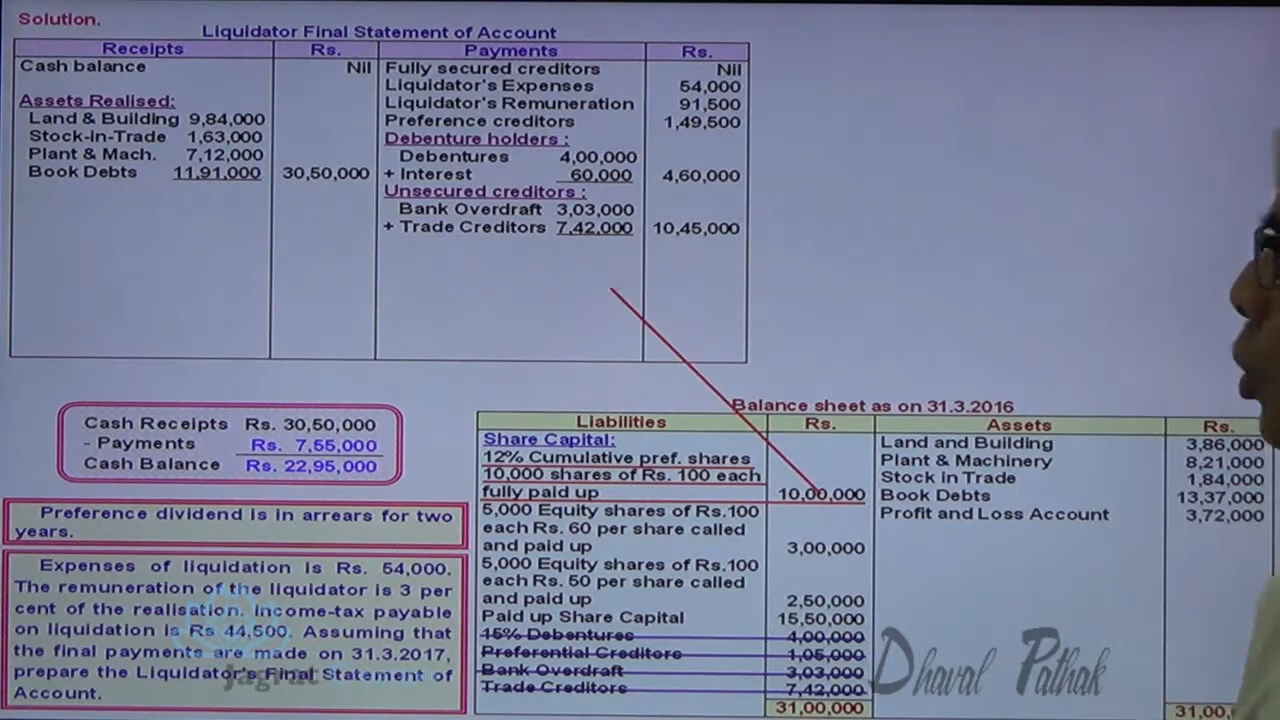 Solution.
Liquidator Final Statement of Account
Receipts Rs. Payments Rs.
Cash balance Nil Fully secured creditors Nil
Liquidator's Expenses 54,000
Assets Realised: Liquidator's Remuneration 91,500
Land & Building 9,84,000 Preference creditors 1,49,500
Stock-in-Trade 1,63,000 Debenture holders :
Plant & Mach. 7,12,000 Debentures 4,00,000
Book Debts 11,91,000 30,50,000 + Interest 60,000 4,60,000
Unsecured creditors :
Bank Overdraft 3,03,000
+ Trade Creditors 7,42,000 10,45,000
Cash Receipts Rs. 30,50,000
- Payments Rs. 7,55,000
Cash Balance Rs. 22,95,000
Preference dividend is in arrears for two
years.
Expenses of liquidation is Rs. 54,000.
The remuneration of the liquidator is 3 per
cent of the realisation. Income-tax payable
on liquidation is Rs 44,500. Assuming that
the final payments are made on 31.3.2017,
prepare the Liquidator's Final Statement of
Account.
Balance sheet as on 31.3.2016
Liabilities Rs. Assets Rs.
Share Capital: Land and Building 3,86,000
12% Cumulative pref. shares Plant & Machinery 8,21,000
10,000 shares of Rs. 100 each Stock in Trade 1,84,000
fully paid up 10,00,000 Book Debts 13,37,000
5,000 Equity shares of Rs.100 Profit and Loss Account 3,72,000
each Rs. 60 per share called
and paid up 3,00,000
5,000 Equity shares of Rs.100
each Rs. 50 per share called
and paid up 2,50,000
Paid up Share Capital 15,50,000
15% Debentures 4,00,000
Preferential Creditors 1,05,000
Bank Overdraft 3,03,000
Trade Creditors 7,42,000
31,00,000 31,00,
Dhaval Pathak
Jagrat